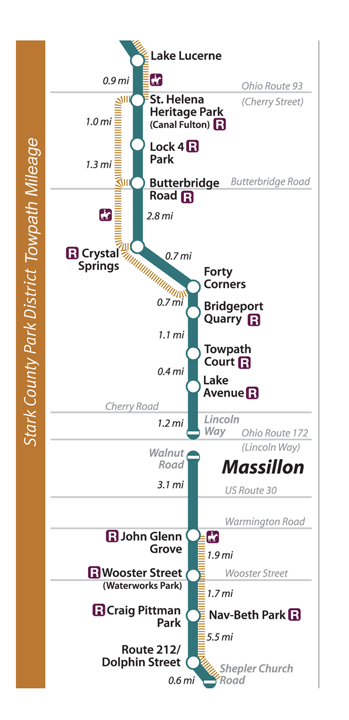 Stark County Park District Towpath Mileage
Lake Lucerne
0.9 mi
Ohio Route 93
(Cherry Street)
St. Helena
Heritage Park
(Canal Fulton) R
1.0 mi
Lock 4 R
Park
1.3 mi
Butterbridge
Road R
Butterbridge Road
2.8 mi
R Crystal
Springs
0.7 mi
Forty
Corners
0.7 mi
Bridgeport
Quarry R
1.1 mi
Towpath
Court R
0.4 mi
Lake
Avenue R
Cherry Road
1.2 mi
Lincoln
Way
Ohio Route 172
(Lincoln Way)
Walnut
Road
Massillon
3.1 mi
US Route 30
Warmington Road
R John Glenn
Grove
1.9 mi
R Wooster Street
(Waterworks Park)
Wooster Street
1.7 mi
R Craig Pittman
Park
Nav-Beth Park R
5.5 mi
Route 212/
Dolphin Street
Shepler Church
Road
0.6 mi